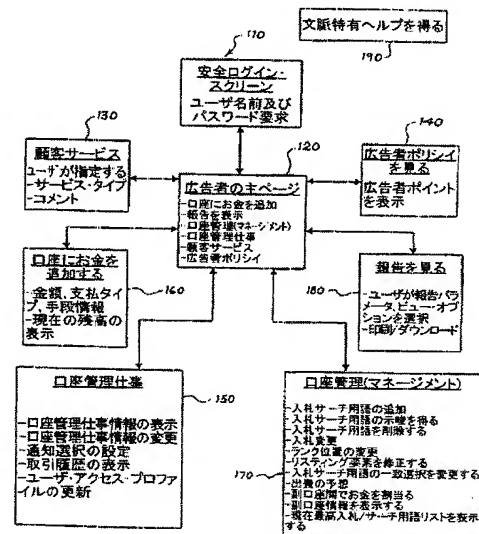 文脈特有ヘルプを得る
190
110
安全ログイン・
スクリーン
ユーザ名前及び
パスワード要求
130
顧客サービス
ユーザが指定する
-サービス・タイプ
-コメント
120
広告者の主ページ
-口座にお金を追加
-報告を表示
-口座管理(マネージメント)
-口座管理仕事
-顧客サービス
-広告者ポリシイ
140
広告者ポリシイを
見る
広告者ポイントを
表示
口座にお金を
追加する
-金額、支払タイプ、手段情報
-現在の残高の
表示
160
報告を見る
-ユーザが報告パラ
メータ、ビュー・オプ
ションを選択
-印刷/ダウンロード
180
口座管理仕事
-口座管理仕事情報の表示
-口座管理仕事情報の変更
-通知選択の設定
-取引履歴の表示
-ユーザ・アクセス・プロファ
イルの更新
150
口座管理(マネージメント)
-入札サーチ用語の追加
-入札サーチ用語の示唆を得る
-入札サーチ用語を削除する
-入札変更
-ランク位置の変更
-リスティング要素を修正する
-入札サーチ用語の一致選択を変更する
-出費の予想
-副口座間でお金を割当る
-副口座情報を表示する
-現在最高入札/サーチ用語リストを表示
する
170